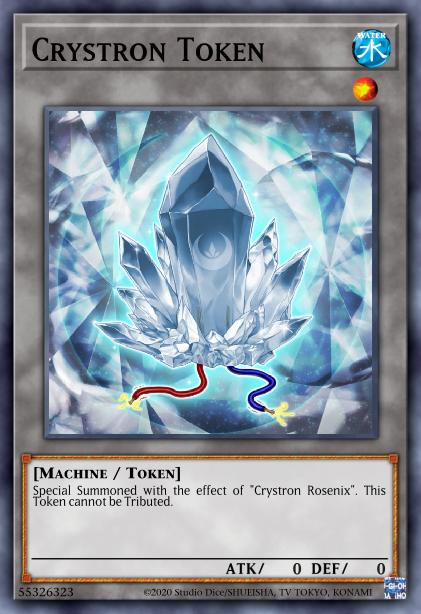 Crystron Token
WATER
水
[Machine / Token]
Special Summoned with the effect of "Crystron Rosenix". This
Token cannot be Tributed.
ATK/ 0 DEF/ 0
55326323
©2020 Studio Dice/SHUEISHA, TV TOKYO, KONAMI